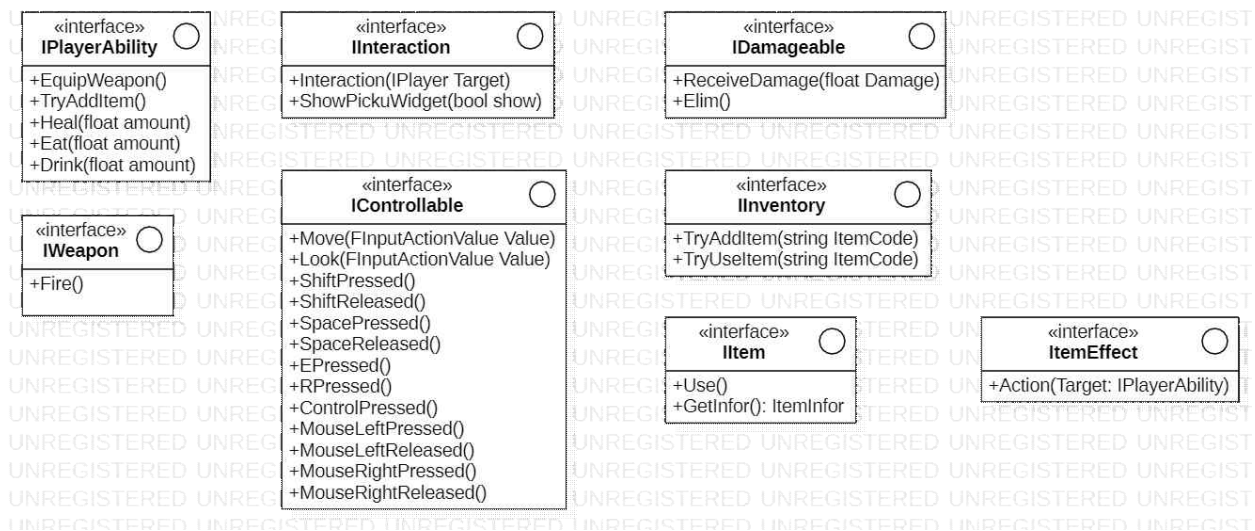 «interface»
IPlayerAbility
+EquipWeapon()
+TryAddItem()
+Heal(float amount)
+Eat(float amount)
+Drink(float amount)
«interface»
IInteraction
+Interaction(IPlayer Target)
+ShowPickuWidget(bool show)
«interface»
IDamageable
+ReceiveDamage(float Damage)
+Elim()
«interface»
IWeapon
+Fire()
«interface»
IControllable
+Move(FInputActionValue Value)
+Look(FInputActionValue Value)
+ShiftPressed()
+ShiftReleased()
+SpacePressed()
+SpaceReleased()
+EPressed()
+RPressed()
+ControlPressed()
+MouseLeftPressed()
+MouseLeftReleased()
+MouseRightPressed()
+MouseRightReleased()
«interface»
IInventory
+TryAddItem(string ItemCode)
+TryUseItem(string ItemCode)
«interface»
IItem
+Use()
+GetInfor(): ItemInfor
«interface»
ItemEffect
+Action(Target: IPlayerAbility)
UNREGISTERED